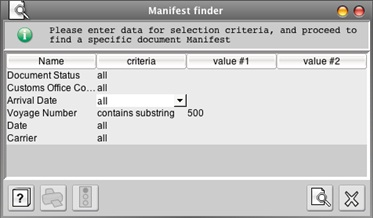 Manifest finder
Please enter data for selection criteria, and proceed to
find a specific document Manifest
Name criteria value #1 value #2
Document Status all
Customs Office Co... all
Arrival Date all
Voyage Number contains substring 500
Date all
Carrier all